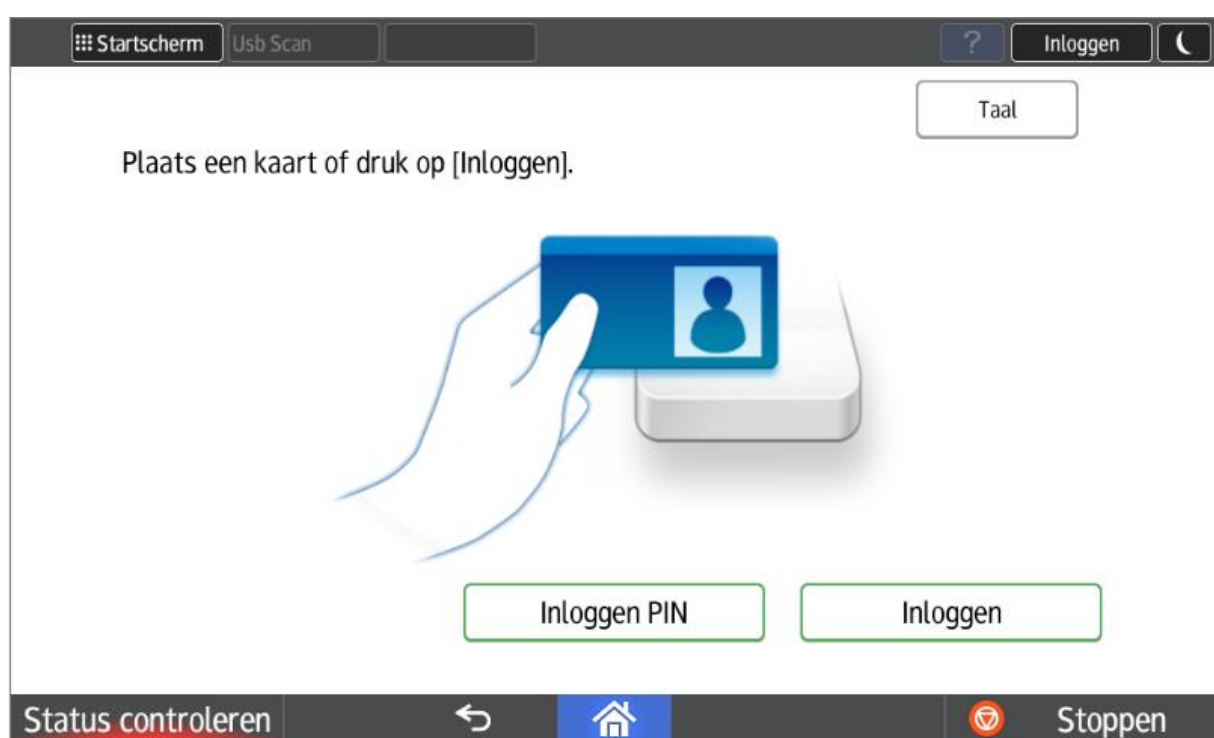 Startscherm
Usb Scan
?
Inloggen
Taal
Plaats een kaart of druk op [Inloggen].
Inloggen PIN
Inloggen
Status controleren
Stoppen